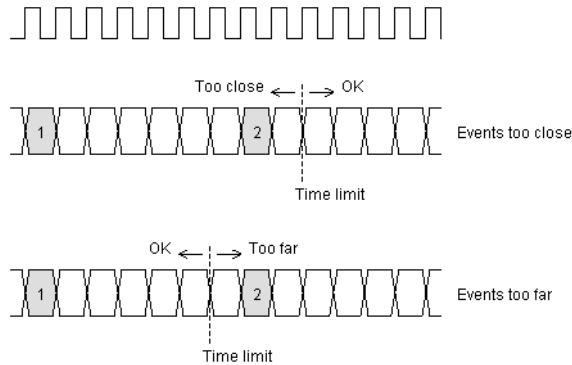 Too close OK
1 2 Events too close
Time limit
OK Too far
1 2 Events too far
Time limit